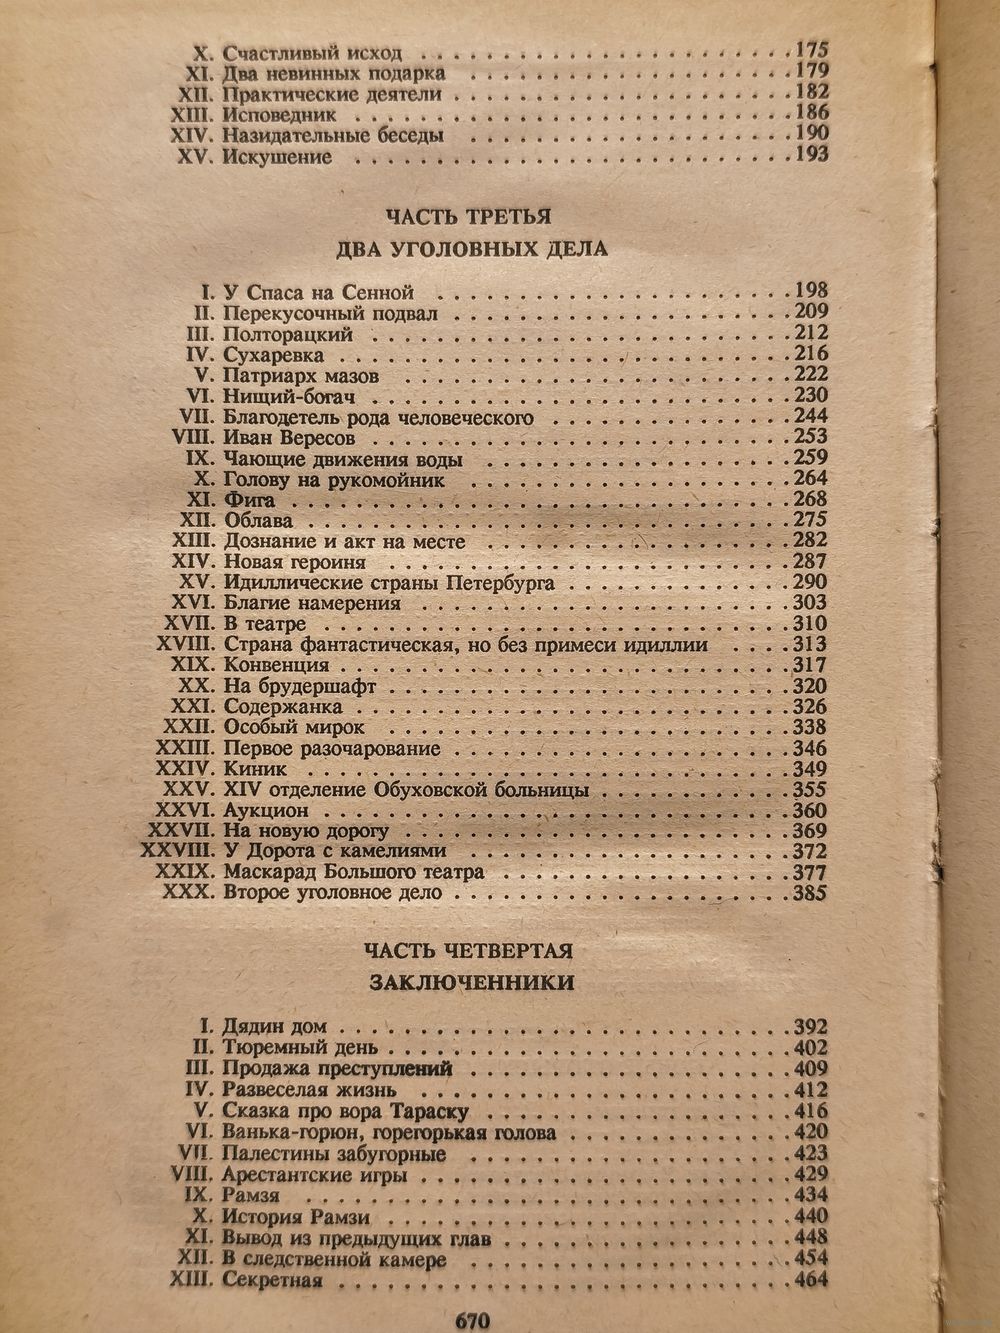 X. Счастливый исход . . . . . . . . . . . . . . . . . . . . . . . 175
XI. Два невинных подарка . . . . . . . . . . . . . . . . . . . . 179
XII. Практические деятели . . . . . . . . . . . . . . . . . . . . . 182
XIII. Исповедник . . . . . . . . . . . . . . . . . . . . . . . . . . . 186
XIV. Назидательные беседы . . . . . . . . . . . . . . . . . . . . 190
XV. Искушение . . . . . . . . . . . . . . . . . . . . . . . . . . . 193
ЧАСТЬ ТРЕТЬЯ
ДВА УГОЛОВНЫХ ДЕЛА
I. У Спаса на Сенной . . . . . . . . . . . . . . . . . . . . . . 198
II. Перекусочный подвал . . . . . . . . . . . . . . . . . . . . . 209
III. Полторацкий . . . . . . . . . . . . . . . . . . . . . . . . . . 212
IV. Сухаревка . . . . . . . . . . . . . . . . . . . . . . . . . . . . 216
V. Патриарх мазов . . . . . . . . . . . . . . . . . . . . . . . . 222
VI. Нищий-богач . . . . . . . . . . . . . . . . . . . . . . . . . . 230
VII. Благодетель рода человеческого . . . . . . . . . . . . . . . 244
VIII. Иван Вересов . . . . . . . . . . . . . . . . . . . . . . . . . . 253
IX. Чающие движения воды . . . . . . . . . . . . . . . . . . . 259
X. Голову на рукомойник . . . . . . . . . . . . . . . . . . . . 264
XI. Фига . . . . . . . . . . . . . . . . . . . . . . . . . . . . . . . 268
XII. Облава . . . . . . . . . . . . . . . . . . . . . . . . . . . . . . 275
XIII. Дознание и акт на месте . . . . . . . . . . . . . . . . . . . 282
XIV. Новая героиня . . . . . . . . . . . . . . . . . . . . . . . . . 287
XV. Идиллические страны Петербурга . . . . . . . . . . . . . . 290
XVI. Благие намерения . . . . . . . . . . . . . . . . . . . . . . . 303
XVII. В театре . . . . . . . . . . . . . . . . . . . . . . . . . . . . . 310
XVIII. Страна фантастическая, но без примеси идиллии . . . . 313
XIX. Конвенция . . . . . . . . . . . . . . . . . . . . . . . . . . . . 317
XX. На брудершафт . . . . . . . . . . . . . . . . . . . . . . . . . 320
XXI. Содержанка . . . . . . . . . . . . . . . . . . . . . . . . . . . 326
XXII. Особый мирок . . . . . . . . . . . . . . . . . . . . . . . . . 338
XXIII. Первое разочарование . . . . . . . . . . . . . . . . . . . . . 346
XXIV. Киник . . . . . . . . . . . . . . . . . . . . . . . . . . . . . . 349
XXV. XIV отделение Обуховской больницы . . . . . . . . . . . . 355
XXVI. Аукцион . . . . . . . . . . . . . . . . . . . . . . . . . . . . . 360
XXVII. На новую дорогу . . . . . . . . . . . . . . . . . . . . . . . . 369
XXVIII. У Дорота с камелиями . . . . . . . . . . . . . . . . . . . . 372
XXIX. Маскарад Большого театра . . . . . . . . . . . . . . . . . . 377
XXX. Второе уголовное дело . . . . . . . . . . . . . . . . . . . . . 385
ЧАСТЬ ЧЕТВЕРТАЯ
ЗАКЛЮЧЕННИКИ
I. Дядин дом . . . . . . . . . . . . . . . . . . . . . . . . . . . . 392
II. Тюремный день . . . . . . . . . . . . . . . . . . . . . . . . . 402
III. Продажа преступлений . . . . . . . . . . . . . . . . . . . . 409
IV. Развеселая жизнь . . . . . . . . . . . . . . . . . . . . . . . 412
V. Сказка про вора Тараску . . . . . . . . . . . . . . . . . . . 416
VI. Ванька-горюн, горегорькая голова . . . . . . . . . . . . . . 420
VII. Палестины забугорные . . . . . . . . . . . . . . . . . . . . 423
VIII. Арестантские игры . . . . . . . . . . . . . . . . . . . . . . . 429
IX. Рамзя . . . . . . . . . . . . . . . . . . . . . . . . . . . . . . 434
X. История Рамзи . . . . . . . . . . . . . . . . . . . . . . . . . 440
XI. Вывод из предыдущих глав . . . . . . . . . . . . . . . . . . 448
XII. В следственной камере . . . . . . . . . . . . . . . . . . . . 454
XIII. Секретная . . . . . . . . . . . . . . . . . . . . . . . . . . . . 464
670